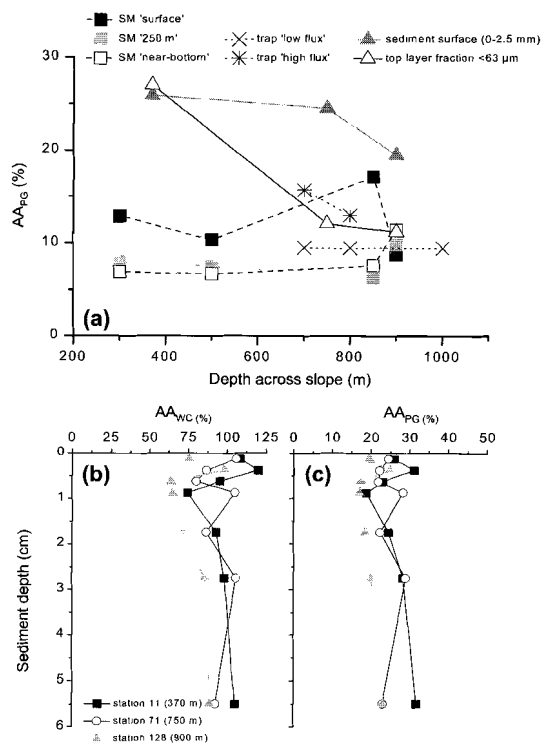 SM 'surface'
SM '250 m'
SM 'near-bottom'
trap 'low flux'
trap 'high flux'
sediment surface (0-2.5 mm)
top layer fraction <63 µm
30
20
10
0
AAPG (%)
(a)
200 400 600 800 1000
Depth across slope (m)
AAWC (%)
0 25 50 75 100 125
AAPG (%)
0 10 20 30 40 50
(b)
(c)
0
1
2
3
4
5
6
Sediment depth (cm)
station 11 (370 m)
station 71 (750 m)
station 128 (900 m)